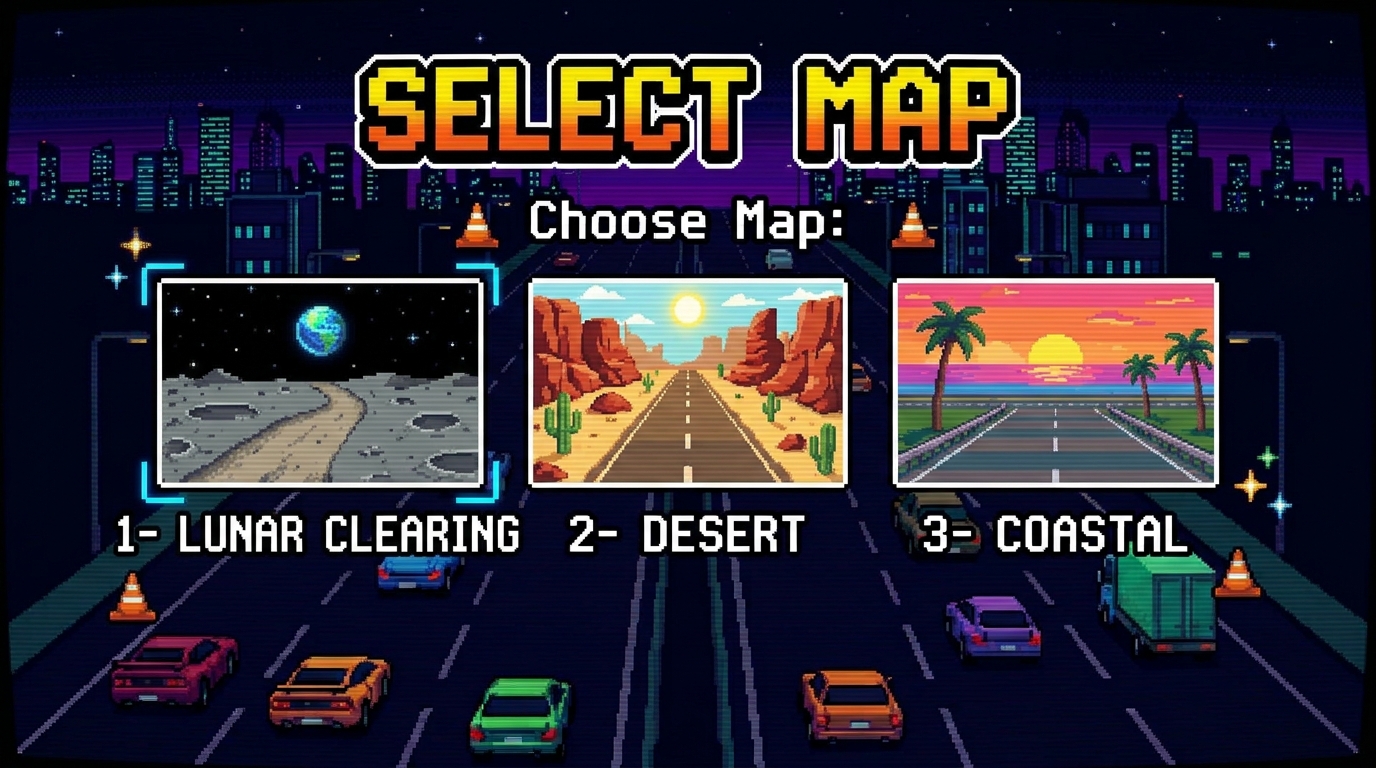 SELECT MAP
Choose Map:
1- LUNAR CLEARING
2- DESERT
3- COASTAL